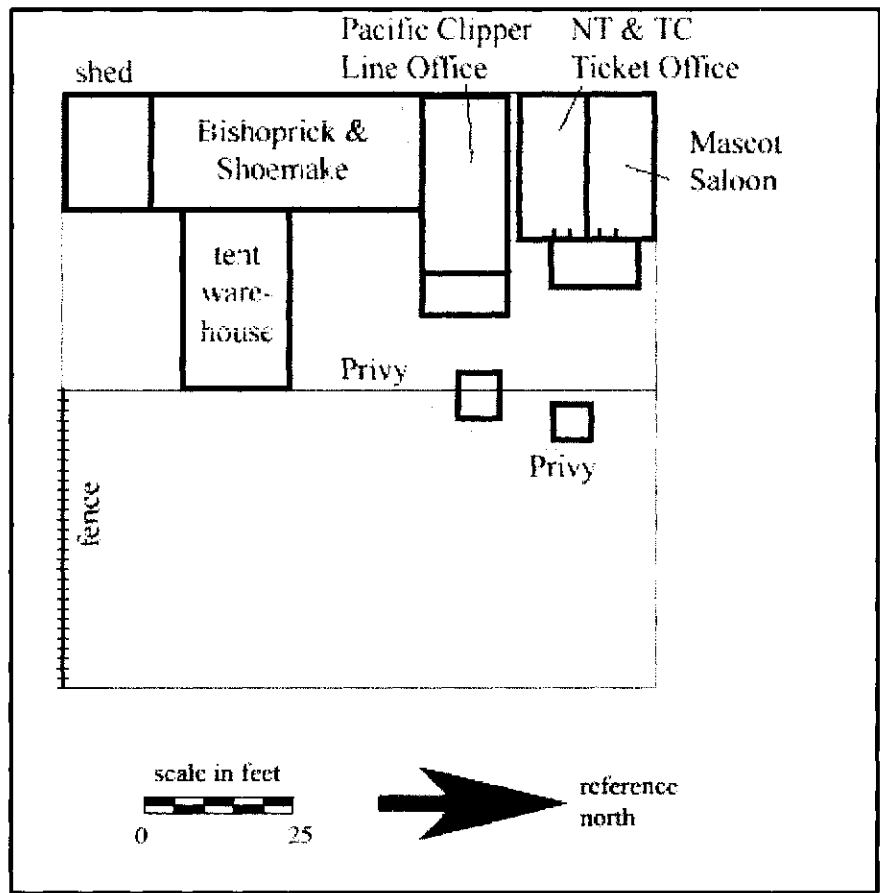 Pacific Clipper
Line Office
NT & TC
Ticket Office
shed
Bishoprick &
Shoemake
Mascot
Saloon
tent
ware-
house
Privy
Privy
fence
scale in feet
0
25
reference
north